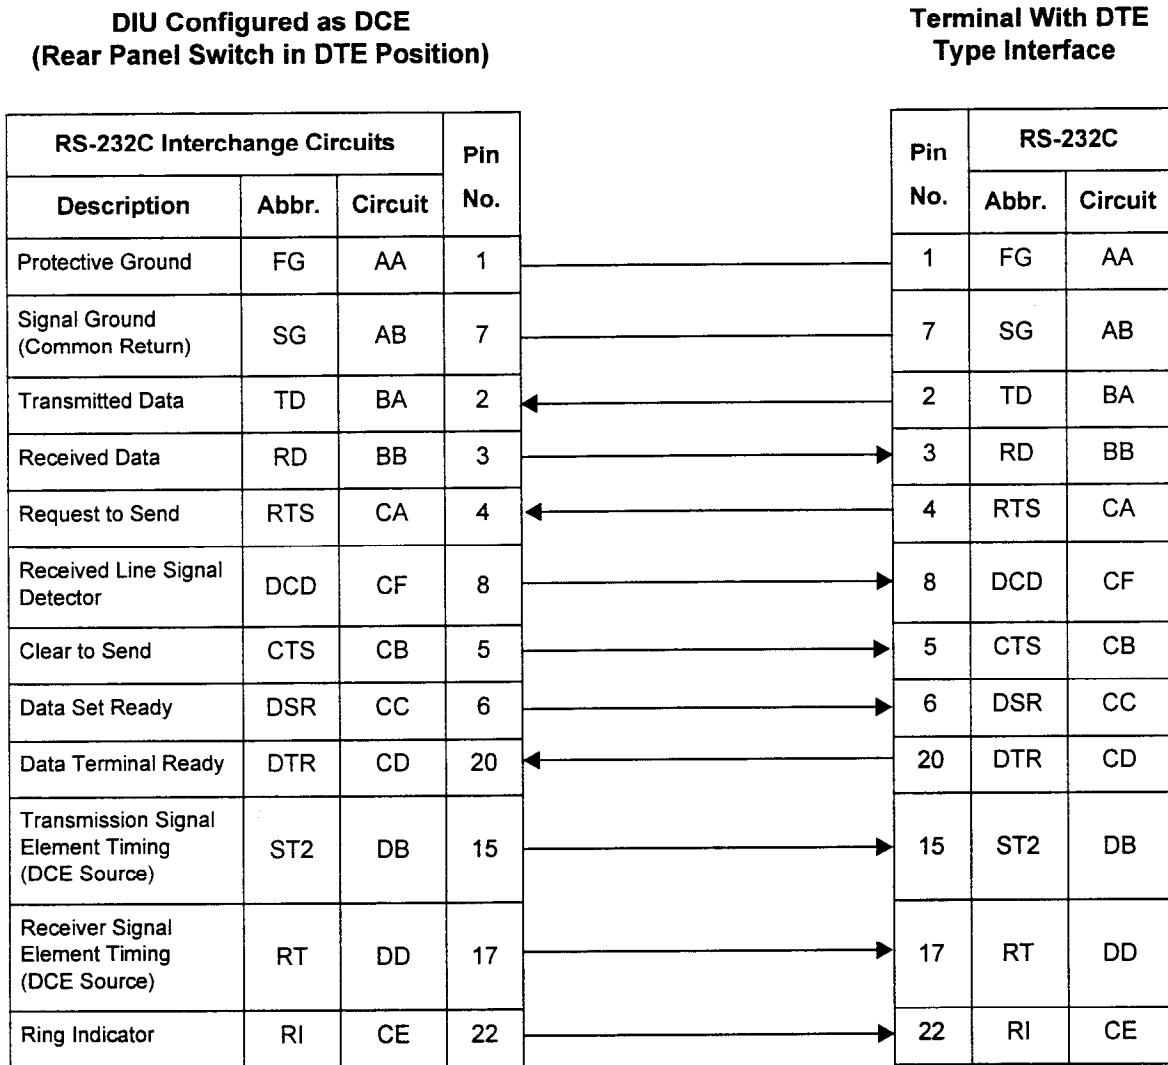 DIU Configured as DCE
(Rear Panel Switch in DTE Position)
Terminal With DTE
Type Interface
RS-232C Interchange Circuits
Pin
No.
Description Abbr. Circuit
Protective Ground FG AA 1
Signal Ground
(Common Return) SG AB 7
Transmitted Data TD BA 2
Received Data RD BB 3
Request to Send RTS CA 4
Received Line Signal
Detector DCD CF 8
Clear to Send CTS CB 5
Data Set Ready DSR CC 6
Data Terminal Ready DTR CD 20
Transmission Signal
Element Timing ST2 DB 15
(DCE Source)
Receiver Signal
Element Timing RT DD 17
(DCE Source)
Ring Indicator RI CE 22
Pin
No.
RS-232C
Abbr. Circuit
1 FG AA
7 SG AB
2 TD BA
3 RD BB
4 RTS CA
8 DCD CF
5 CTS CB
6 DSR CC
20 DTR CD
15 ST2 DB
17 RT DD
22 RI CE